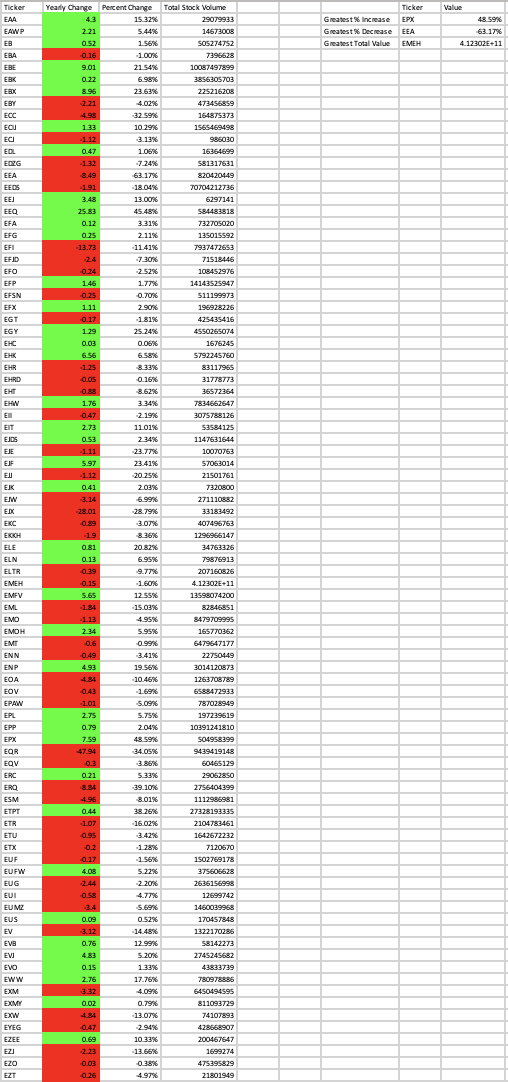 Ticker Yearly Change Percent Change Total Stock Volume Ticker Value
EAA 4.3 15.32% 29079933 Greatest % Increase EPX 48.59%
EAWP 2.21 5.44% 14673008 Greatest % Decrease EEA -63.17%
EB 0.52 1.56% 505274752 Greatest Total Value EMEH 4.12302E+11
EBA -0.16 -1.00% 7396628
EBE 9.01 21.54% 10087497899
EBK 0.22 6.98% 3856305703
EBX 8.96 23.63% 225216208
EBY -2.21 -4.02% 473456859
ECC -4.98 -32.59% 164875373
ECIJ 1.33 10.29% 1565469498
ECJ -1.12 -3.13% 986030
EDL 0.47 1.06% 16364699
EDZG -1.32 -7.24% 581317631
EEA -8.49 -63.17% 820420449
EEDS -1.91 -18.04% 70704212736
EEJ 3.48 13.00% 6297141
EEQ 25.83 45.48% 584483818
EFA 0.12 3.31% 732705020
EFG 0.25 2.11% 135015592
EFI -13.73 -11.41% 7937472653
EFJD -2.4 -7.30% 71518446
EFO -0.24 -2.52% 108452976
EFP 1.46 1.77% 14143525947
EFSN -0.25 -0.70% 511199973
EFX 1.11 2.90% 196928226
EGT -0.17 -1.81% 425435416
EGY 1.29 25.24% 4550265074
EHC 0.03 0.06% 1676245
EHK 6.56 6.58% 5792245760
EHR -1.25 -8.33% 83117965
EHRD -0.05 -0.16% 31778773
EHT -0.88 -8.62% 36572364
EHW 1.76 3.34% 7834662647
EII -0.47 -2.19% 3075788126
EIT 2.73 11.01% 53584125
EJDS 0.53 2.34% 1147631644
EJE -1.11 -23.77% 10070763
EJF 5.97 23.41% 57063014
EJJ -1.12 -20.25% 21501761
EJK 0.41 2.03% 7320800
EJW -3.14 -6.99% 271110882
EJX -28.01 -28.79% 33183492
EKC -0.89 -3.07% 407496763
EKKH -1.9 -8.36% 1296966147
ELE 0.81 20.82% 34763326
ELN 0.13 6.95% 79876913
ELTR -0.39 -9.77% 207160826
EMEH -0.15 -1.60% 4.12302E+11
EMFV 5.65 12.55% 13598074200
EML -1.84 -15.03% 82846851
EMO -1.13 -4.95% 8479709995
EMOH 2.34 5.95% 165770362
EMT -0.6 -0.99% 6479647177
ENN -0.49 -3.41% 22750449
ENP 4.93 19.56% 3014120873
EOA -4.84 -10.46% 1263708789
EOV -0.43 -1.69% 6588472933
EPAW -1.01 -5.09% 787028949
EPL 2.75 5.75% 197239619
EPP 0.79 2.04% 10391241810
EPX 7.59 48.59% 504958399
EQR -47.94 -34.05% 9439419148
EQV -0.3 -3.86% 60465129
ERC 0.21 5.33% 29062850
ERQ -8.84 -39.10% 2756404399
ESM -4.96 -8.01% 1112986981
ETPT 0.44 38.26% 27328193335
ETR -1.07 -16.02% 2104783461
ETU -0.95 -3.42% 1642672232
ETX -0.2 -1.28% 7120670
EUF -0.17 -1.56% 1502769178
EUFW 4.08 5.22% 375606628
EUG -2.44 -2.20% 2636156998
EUI -0.58 -4.77% 12699742
EUMZ -3.4 -5.69% 1460039968
EUS 0.09 0.52% 170457848
EV -3.12 -14.48% 1322170286
EVB 0.76 12.99% 58142273
EVJ 4.83 5.20% 2745245682
EVO 0.15 1.33% 43833739
EWW 2.76 17.76% 780978886
EXM -3.32 -4.09% 6450494595
EXMY 0.02 0.79% 811093729
EXW -4.84 -13.07% 74107893
EYEG -0.47 -2.94% 428668907
EZEE 0.69 10.33% 200467647
EZJ -2.23 -13.66% 1699274
EZO -0.03 -0.38% 475395829
EZT -0.26 -4.97% 21801949